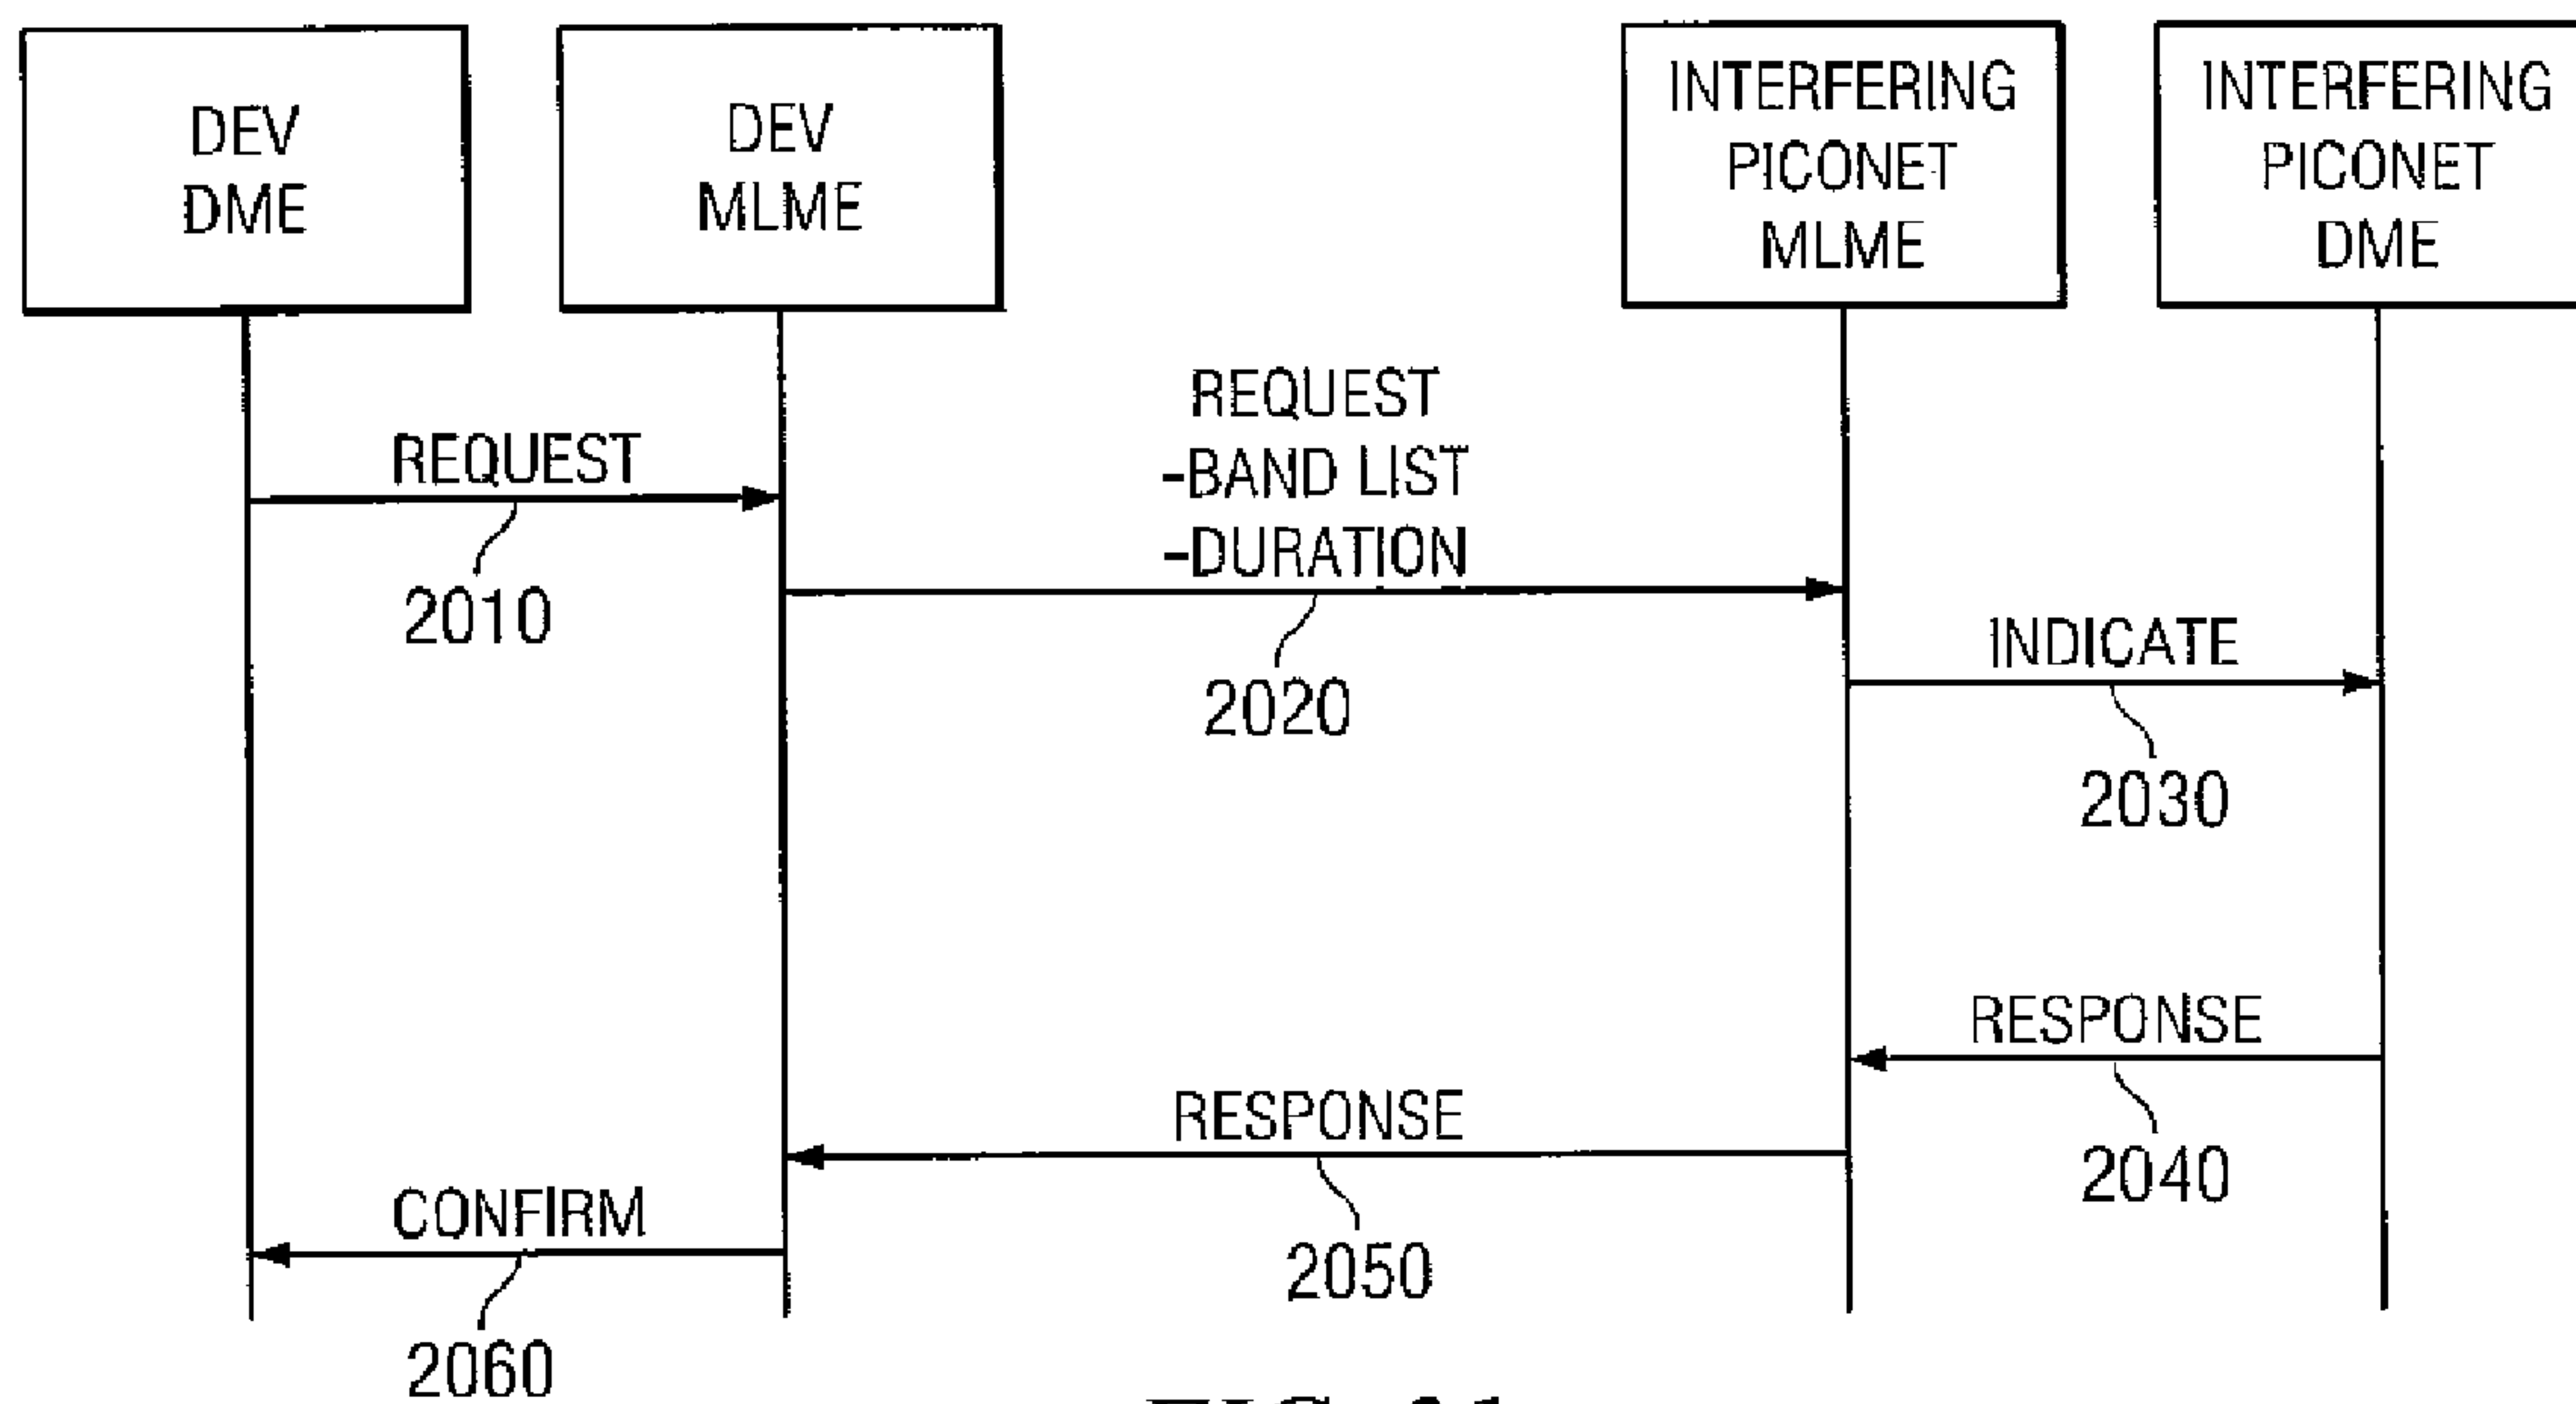 DEV
DME
DEV
MLME
INTERFERING
PICONET
MLME
INTERFERING
PICONET
DME
REQUEST
2010
REQUEST
-BAND LIST
-DURATION
2020
INDICATE
2030
RESPONSE
2040
RESPONSE
2050
CONFIRM
2060